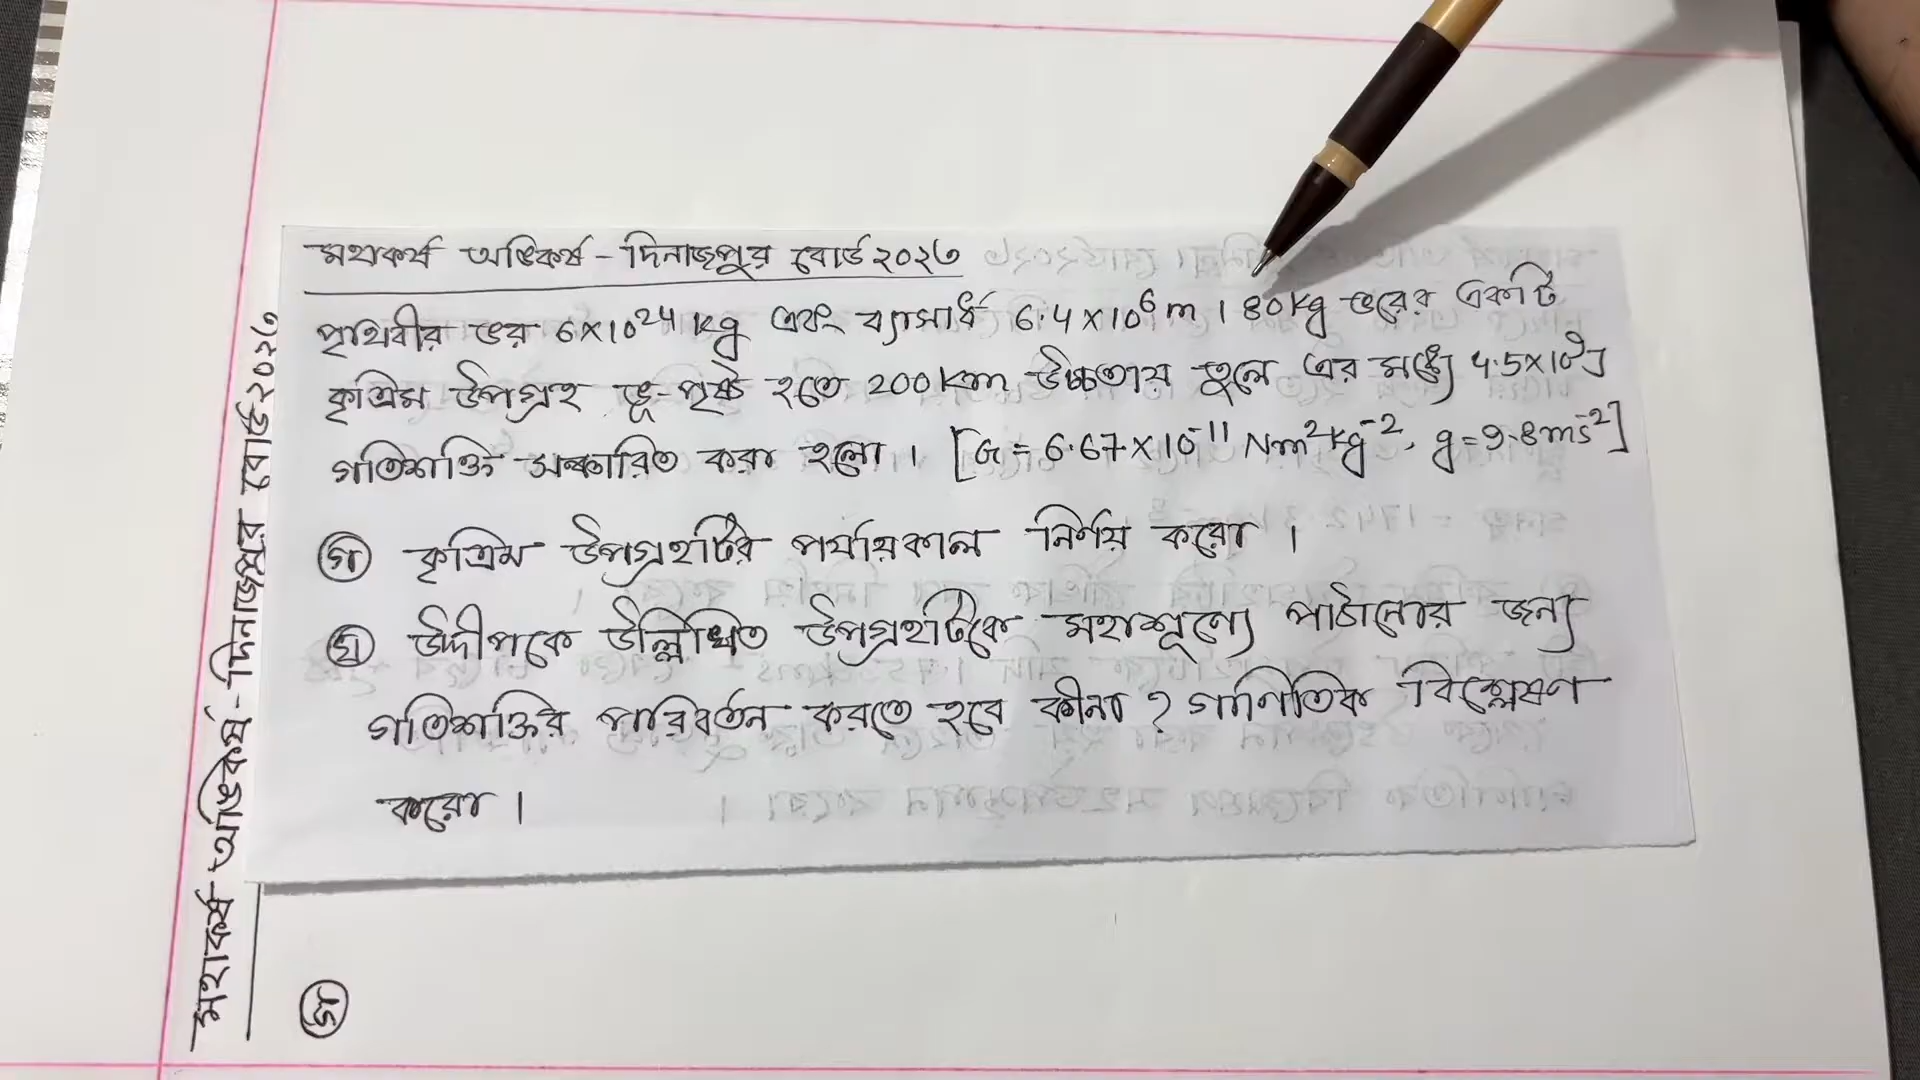 মহাকর্ষ অভিকর্ষ - দিনাজপুর বোর্ড ২০২৩
পৃথিবীর ভর 6×10²⁴ kg এবং ব্যাসার্ধ 6.4×10⁶ m । 80kg ভরের একটি
কৃত্রিম উপগ্রহ ভূ-পৃষ্ঠ হতে 200km উচ্চতায় তুলে এর মধ্যে 4.5×10⁹J
গতিশক্তি সঞ্চারিত করা হলো । [G = 6.67×10⁻¹¹ Nm²kg⁻², g=9.8ms⁻²]
গ কৃত্রিম উপগ্রহটির পর্যায়কাল নির্ণয় করো ।
ঘ উদ্দীপকে উল্লিখিত উপগ্রহটিকে মহাশূণ্যে পাঠানোর জন্য
গতিশক্তির পরিবর্তন করতে হবে কীনা ? গাণিতিক বিশ্লেষণ
করো ।
মহাকর্ষ-অভিকর্ষ - দিনাজপুর বোর্ড ২০২৩